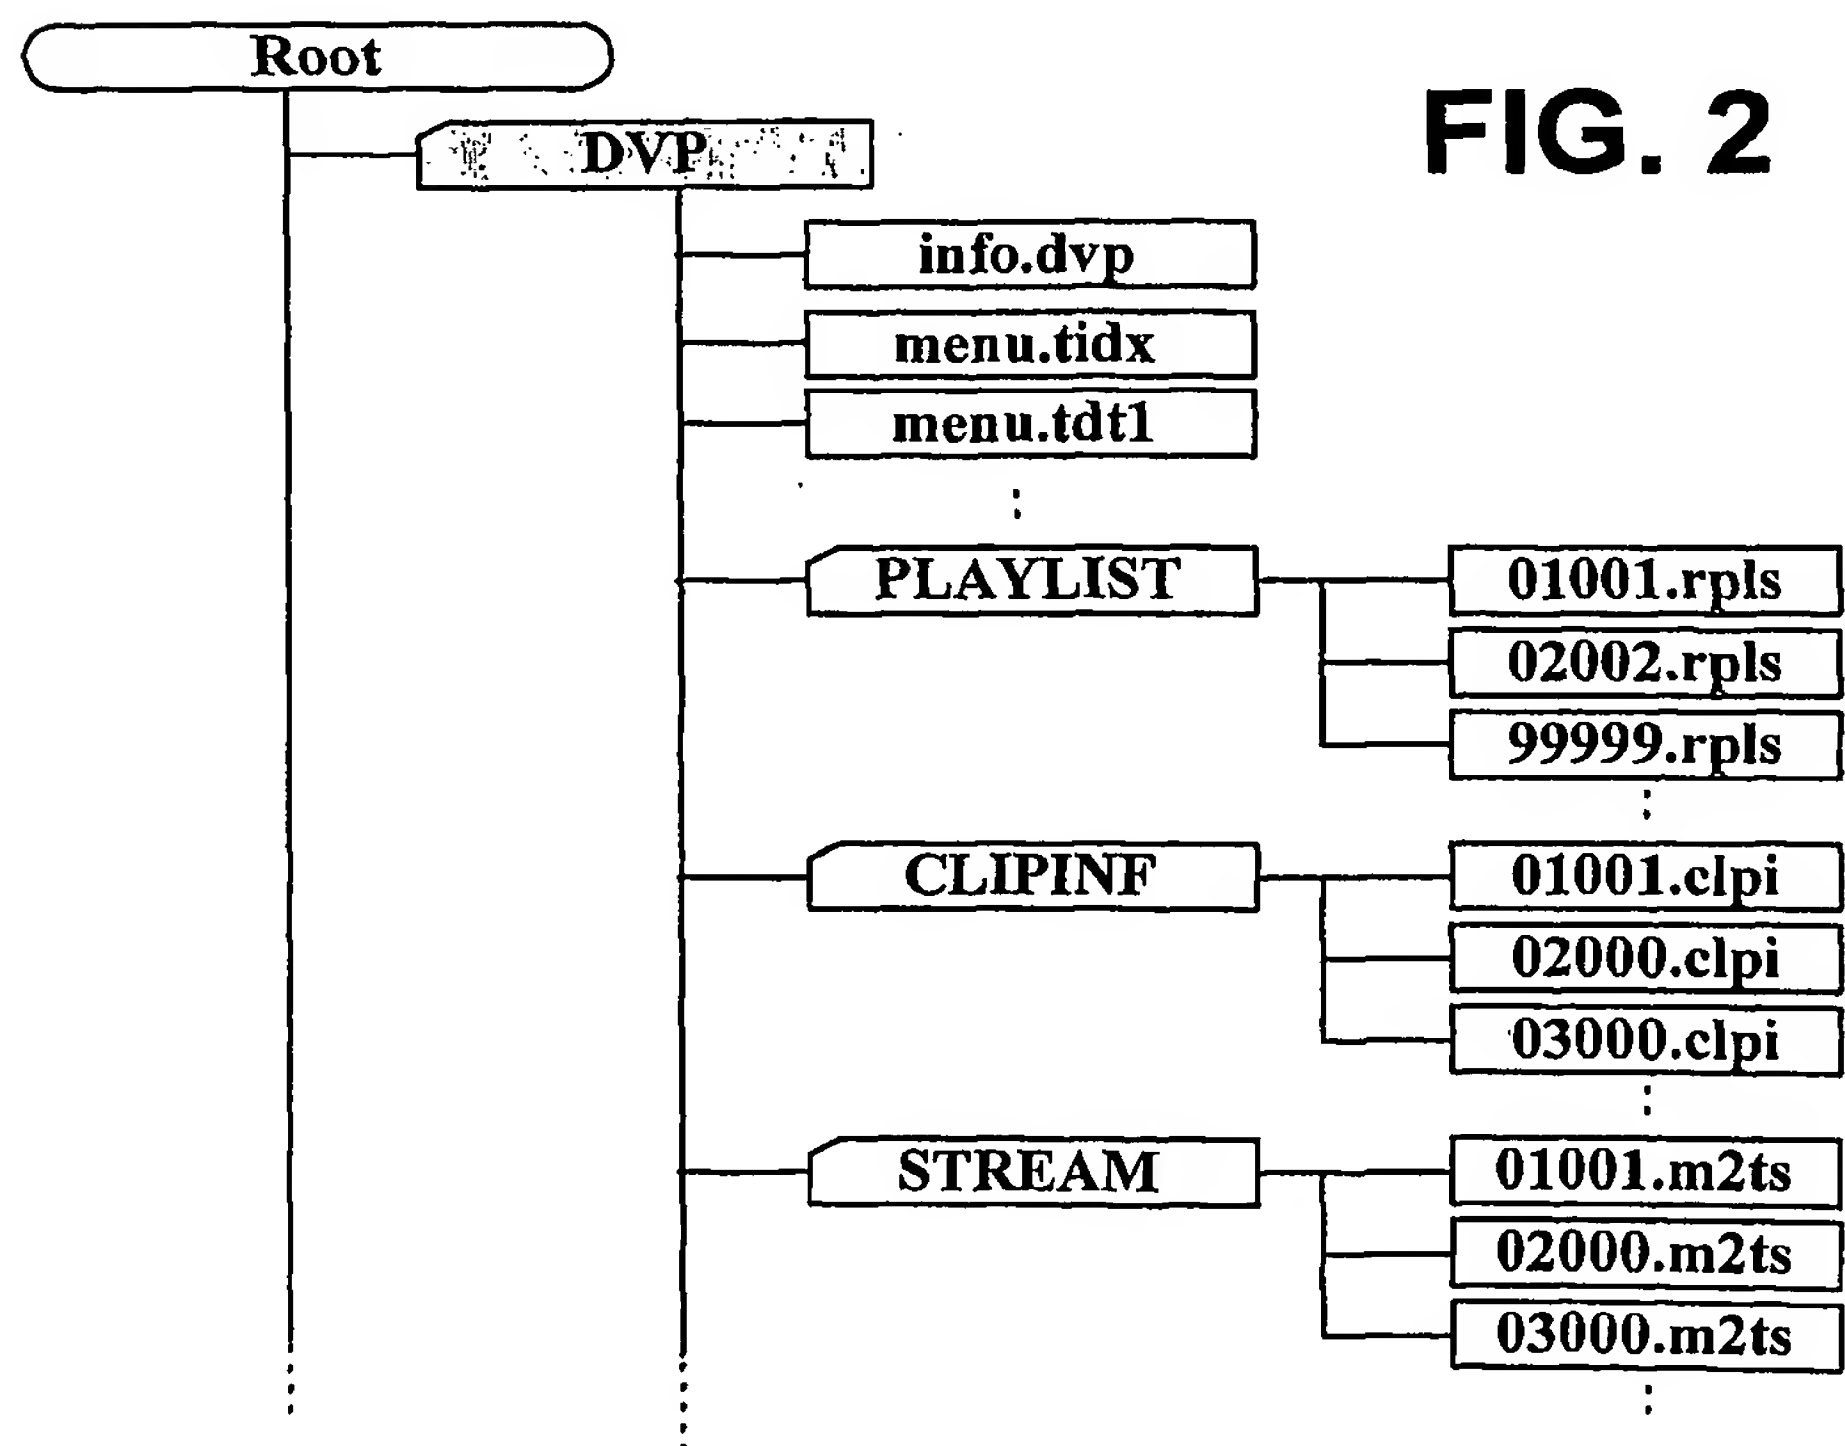 Root
FIG. 2
DVP
info.dvp
menu.tidx
menu.tdt1
PLAYLIST
01001.rpls
02002.rpls
99999.rpls
CLIPINF
01001.clpi
02000.clpi
03000.clpi
STREAM
01001.m2ts
02000.m2ts
03000.m2ts